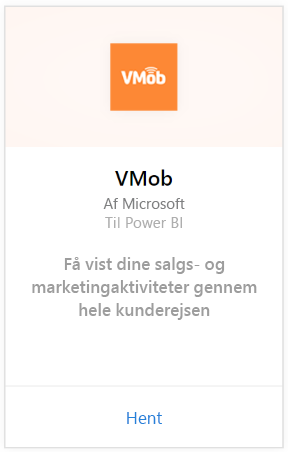 VMob
VMob
Af Microsoft
Til Power BI
Få vist dine salgs- og
marketingaktiviteter gennem
hele kunderejsen
Hent